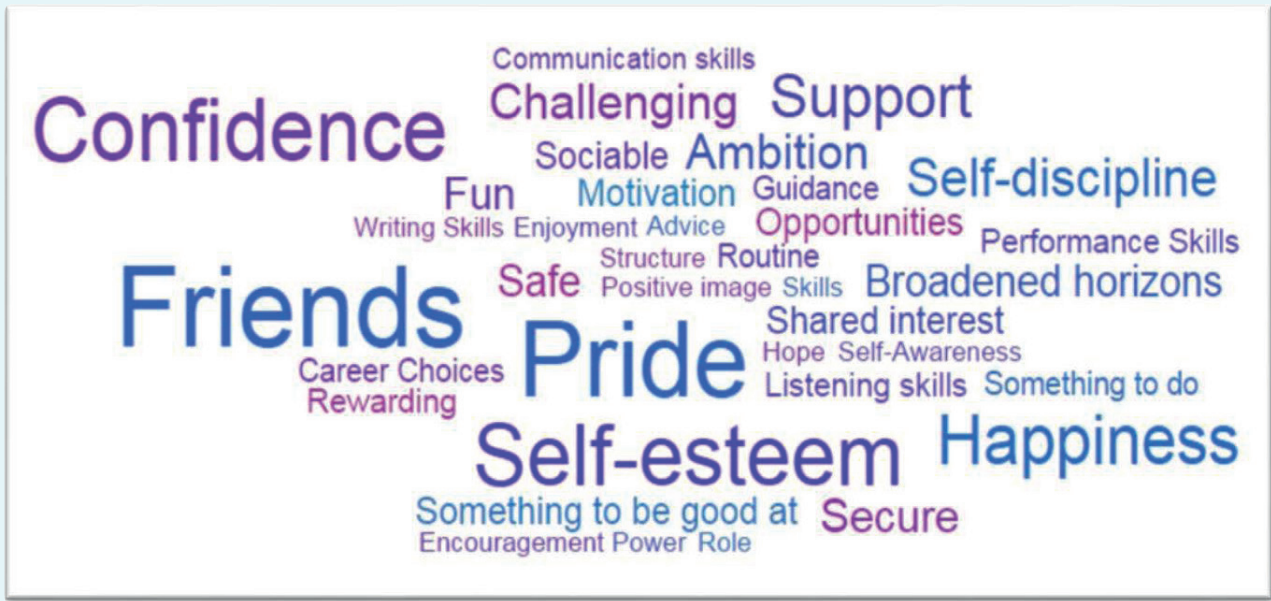 Communication skills
Confidence Challenging Support
Sociable Ambition
Self-discipline
Fun Motivation Guidance
Writing Skills Enjoyment Advice Opportunities
Performance Skills
Structure Routine
Friends Safe Positive image Skills Broadened horizons
Shared interest
Pride Hope Self-Awareness
Career Choices Listening skills Something to do
Rewarding
Self-esteem Happiness
Something to be good at Secure
Encouragement Power Role